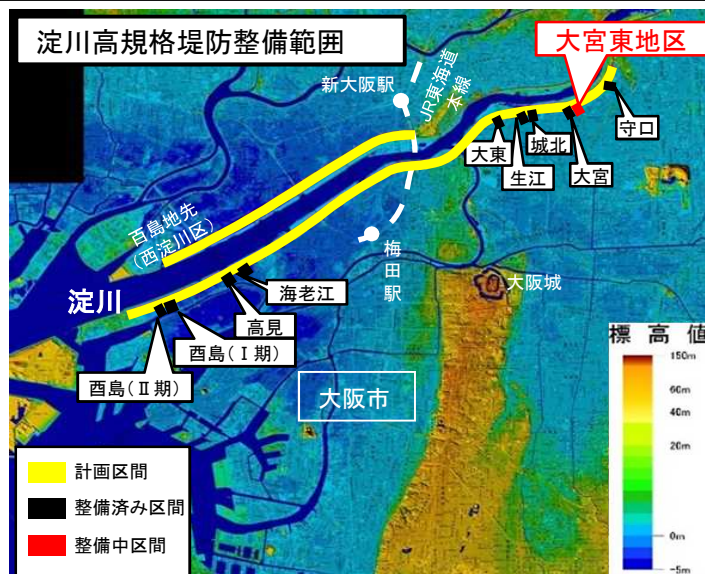 淀川高規格堤防整備範囲
大宮東地区
新大阪駅
JR東海道
本線
守口
大東
城北
大宮
生江
百島地先
(西淀川区)
梅田駅
大阪城
淀川
海老江
高見
酉島(Ⅰ期)
酉島(Ⅱ期)
大阪市
標高値
150m
60m
40m
20m
0m
-5m
計画区間
整備済み区間
整備中区間